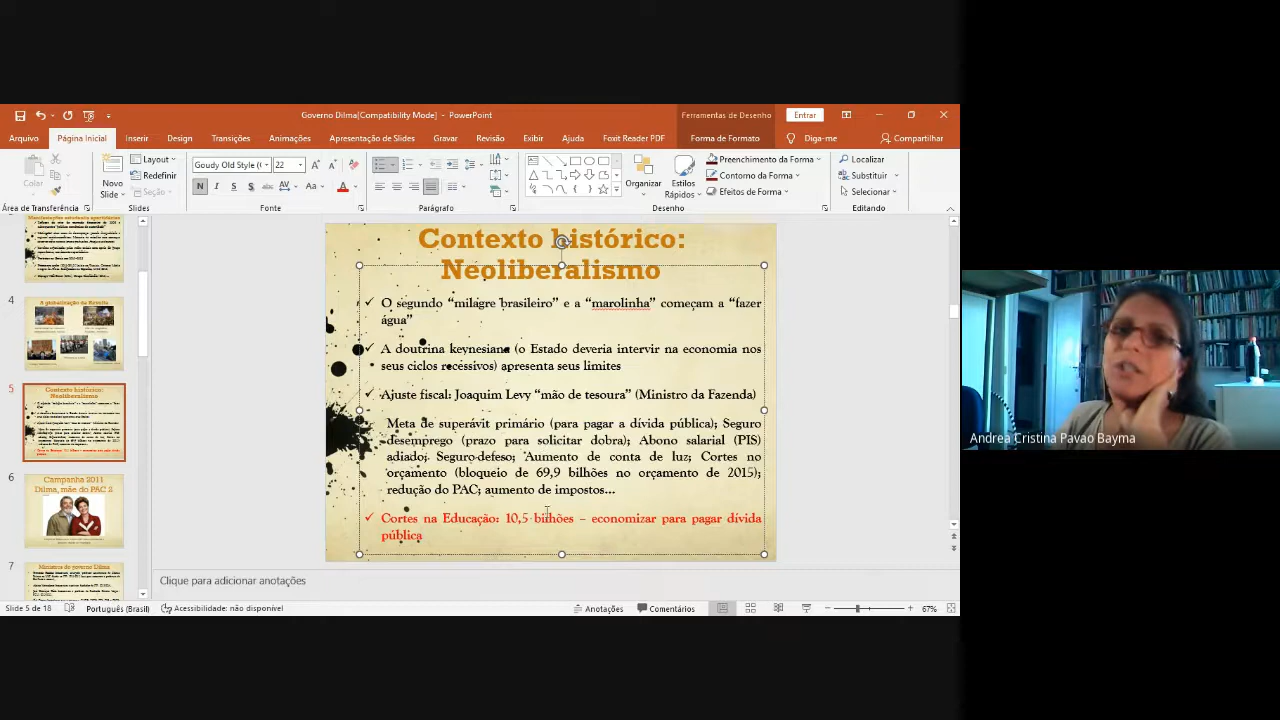 Governo Dilma[Compatibility Mode] - PowerPoint
Ferramentas de Desenho
Entrar
Arquivo
Página Inicial
Inserir
Design
Transições
Animações
Apresentação de Slides
Gravar
Revisão
Exibir
Ajuda
Foxit Reader PDF
Forma de Formato
Diga-me
Compartilhar
Colar
Novo
Slide
Layout
Redefinir
Seção
Goudy Old Style (
22
N
I
S
S
abc
AV
Aa
A
Organizar
Estilos
Rápidos
Preenchimento da Forma
Contorno da Forma
Efeitos de Forma
Localizar
Substituir
Selecionar
Área de Transferência
Slides
Fonte
Parágrafo
Desenho
Editando
4
A globalização da Revolta
5
Contexto histórico:
Neoliberalismo
6
Campanha 2011
Dilma, mãe do PAC 2
7
Ministros do governo Dilma
Contexto histórico:
Neoliberalismo
✓ O segundo “milagre brasileiro” e a “marolinha” começam a “fazer
água”
✓ A doutrina keynesiana (o Estado deveria intervir na economia nos
seus ciclos recessivos) apresenta seus limites
✓ Ajuste fiscal: Joaquim Levy “mão de tesoura” (Ministro da Fazenda)
Meta de superávit primário (para pagar a dívida pública); Seguro
desemprego (prazo para solicitar dobra); Abono salarial (PIS)
adiado; Seguro-defeso; Aumento de conta de luz; Cortes no
orçamento (bloqueio de 69,9 bilhões no orçamento de 2015);
redução do PAC; aumento de impostos...
✓ Cortes na Educação: 10,5 bilhões – economizar para pagar dívida
pública
Clique para adicionar anotações
Slide 5 de 18
Português (Brasil)
Acessibilidade: não disponível
Anotações
Comentários
67%
Andrea Cristina Pavao Bayma